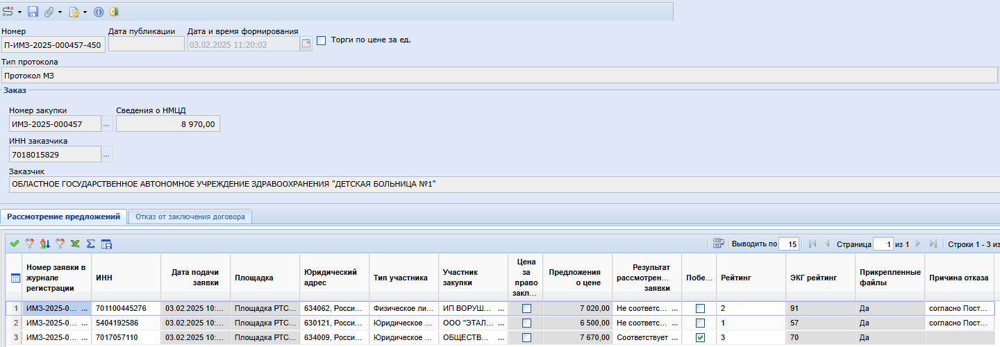 Номер Дата публикации Дата и время формирования
П-ИМЗ-2025-000457-450 03.02.2025 11:20:02 Торги по цене за ед.
Тип протокола
Протокол МЗ
Заказ
Номер закупки Сведения о НМЦД
ИМЗ-2025-000457 ... 8 970,00
ИНН заказчика
7018015829 ...
Заказчик
ОБЛАСТНОЕ ГОСУДАРСТВЕННОЕ АВТОНОМНОЕ УЧРЕЖДЕНИЕ ЗДРАВООХРАНЕНИЯ "ДЕТСКАЯ БОЛЬНИЦА №1"
Рассмотрение предложений Отказ от заключения договора
Выводить по 15 Страница 1 из 1 Строки 1 - 3 из
Номер заявки в журнале регистрации ИНН Дата подачи заявки Площадка Юридический адрес Тип участника Участник закупки Цена за право закл... Предложения о цене Результат рассмотрен... заявки Побе... Рейтинг ЭКГ рейтинг Прикрепленные файлы Причина отказа
1 ИМЗ-2025-0... ... 701100445276 03.02.2025 10:... Площадка РТС... 634062, Росси... Физическое ли... ИП ВОРУШ... ... 7 020,00 Не соответс... ... 2 91 Да согласно Пост...
2 ИМЗ-2025-0... ... 5404192586 03.02.2025 10:... Площадка РТС... 630121, Росси... Юридическое ... ООО "ЭТАЛ... ... 6 500,00 Не соответс... ... 1 57 Да согласно Пост...
3 ИМЗ-2025-0... ... 7017057110 03.02.2025 10:... Площадка РТС... 634009, Росси... Юридическое ... ОБЩЕСТВ... ... 7 670,00 Соответствует ... 3 70 Да